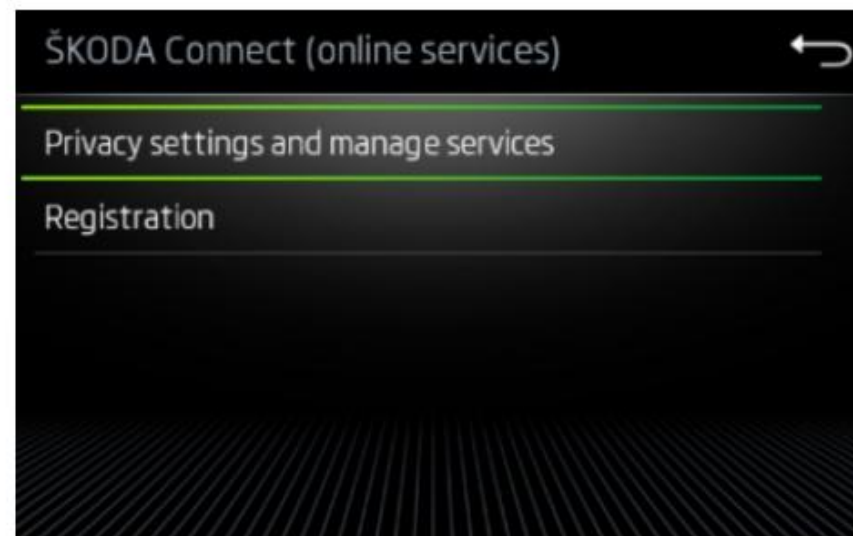 ŠKODA Connect (online services)
Privacy settings and manage services
Registration